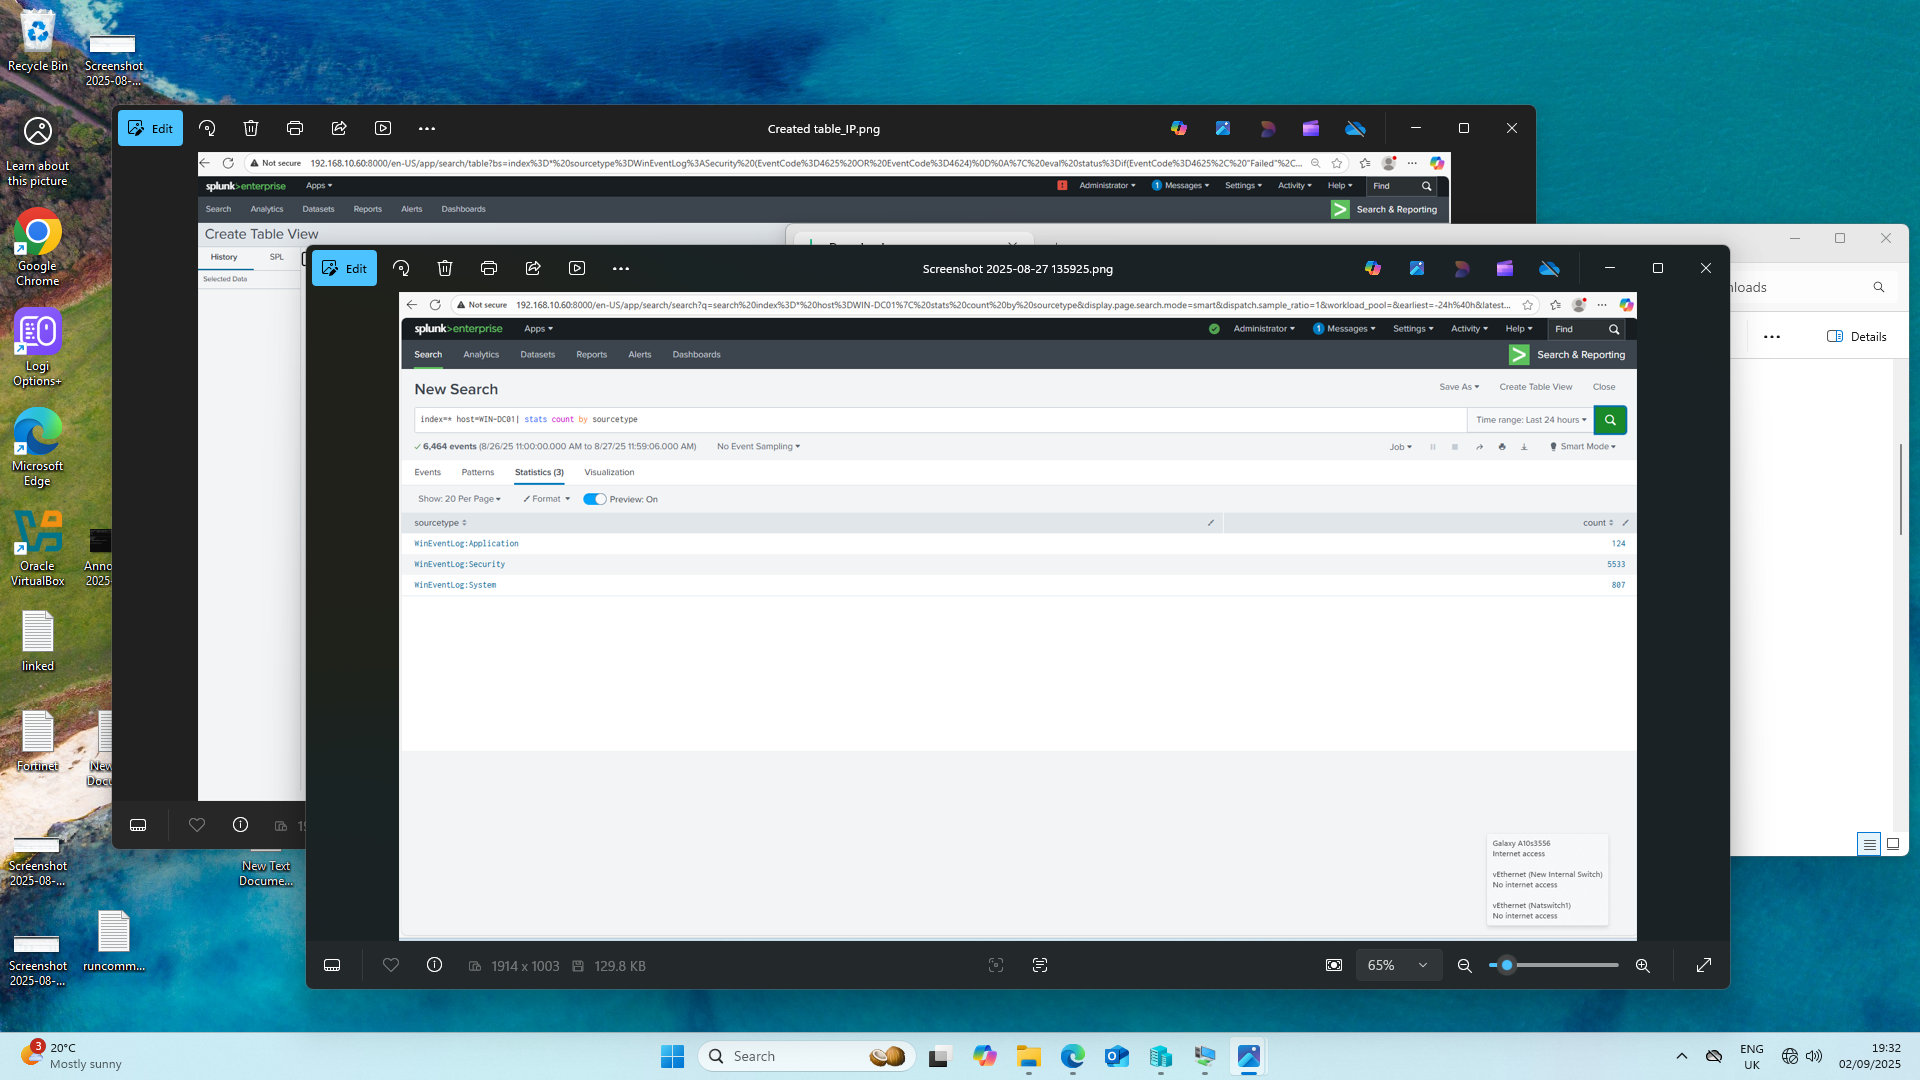 Recycle Bin
Screenshot
2025-08-...
Learn about
this picture
Google
Chrome
Logi
Options+
Microsoft
Edge
Oracle
VirtualBox
linked
Fortinet
Screenshot
2025-08-...
Screenshot
2025-08-...
runcomm...
New Text
Docume...
Edit
Created table_IP.png
Not secure 192.168.10.60:8000/en-US/app/search/table?bs=index%3D*%20sourcetype%3DWinEventLog%3ASecurity%20(EventCode%3D4625%20OR%20EventCode%3D4624)%0D%0A%7C%20eval%20status%3Dif(EventCode%3D4625%2C%20"Failed"%2C...
splunk>enterprise Apps
Administrator 1 Messages Settings Activity Help Find
Search Analytics Datasets Reports Alerts Dashboards
Search & Reporting
Create Table View
History SPL
Selected Data
Details
Edit
Screenshot 2025-08-27 135925.png
Not secure 192.168.10.60:8000/en-US/app/search/search?q=search%20index%3D*%20host%3DWIN-DC01%7C%20stats%20count%20by%20sourcetype&display.page.search.mode=smart&dispatch.sample_ratio=1&workload_pool=&earliest=-24h%40h&latest...
splunk>enterprise Apps
Administrator 1 Messages Settings Activity Help Find
Search Analytics Datasets Reports Alerts Dashboards
Search & Reporting
New Search
Save As Create Table View Close
index=* host=WIN-DC01| stats count by sourcetype
Time range: Last 24 hours
6,464 events (8/26/25 11:00:00.000 AM to 8/27/25 11:59:06.000 AM) No Event Sampling
Job Smart Mode
Events Patterns Statistics (3) Visualization
Show: 20 Per Page Format Preview: On
sourcetype count
WinEventLog:Application 124
WinEventLog:Security 5533
WinEventLog:System 807
Galaxy A10s3556
Internet access
vEthernet (New Internal Switch)
No internet access
vEthernet (Natswitch1)
No internet access
1914 x 1003 129.8 KB
65%
3
20°C
Mostly sunny
Search
ENG
UK
19:32
02/09/2025